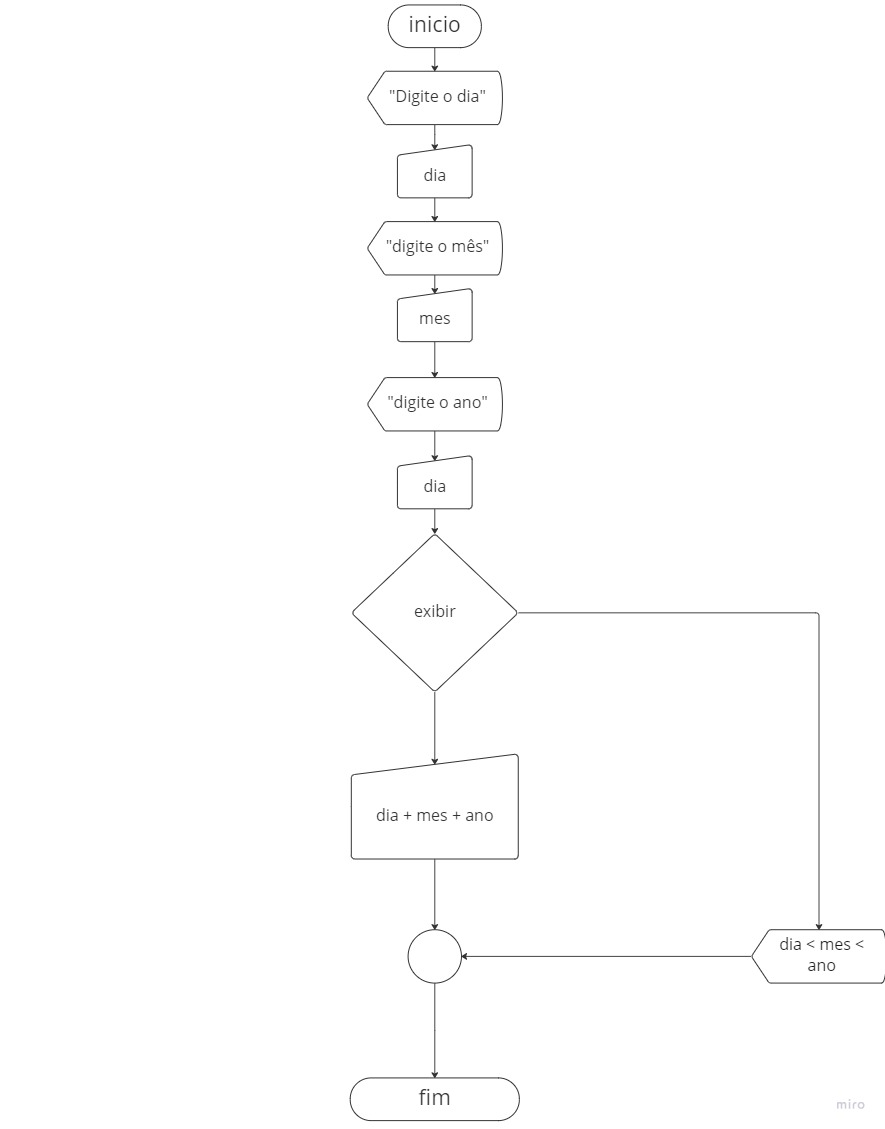 inicio
"Digite o dia"
dia
"digite o mês"
mes
"digite o ano"
dia
exibir
dia + mes + ano
dia < mes <
ano
fim
miro